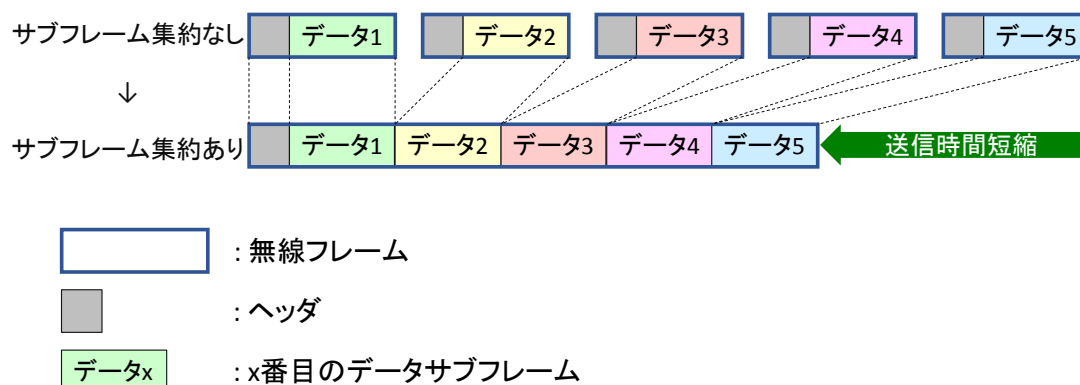 サブフレーム集約なし データ1 データ2 データ3 データ4 データ5
↓
サブフレーム集約あり データ1 データ2 データ3 データ4 データ5 送信時間短縮
: 無線フレーム
: ヘッダ
データx : x番目のデータサブフレーム